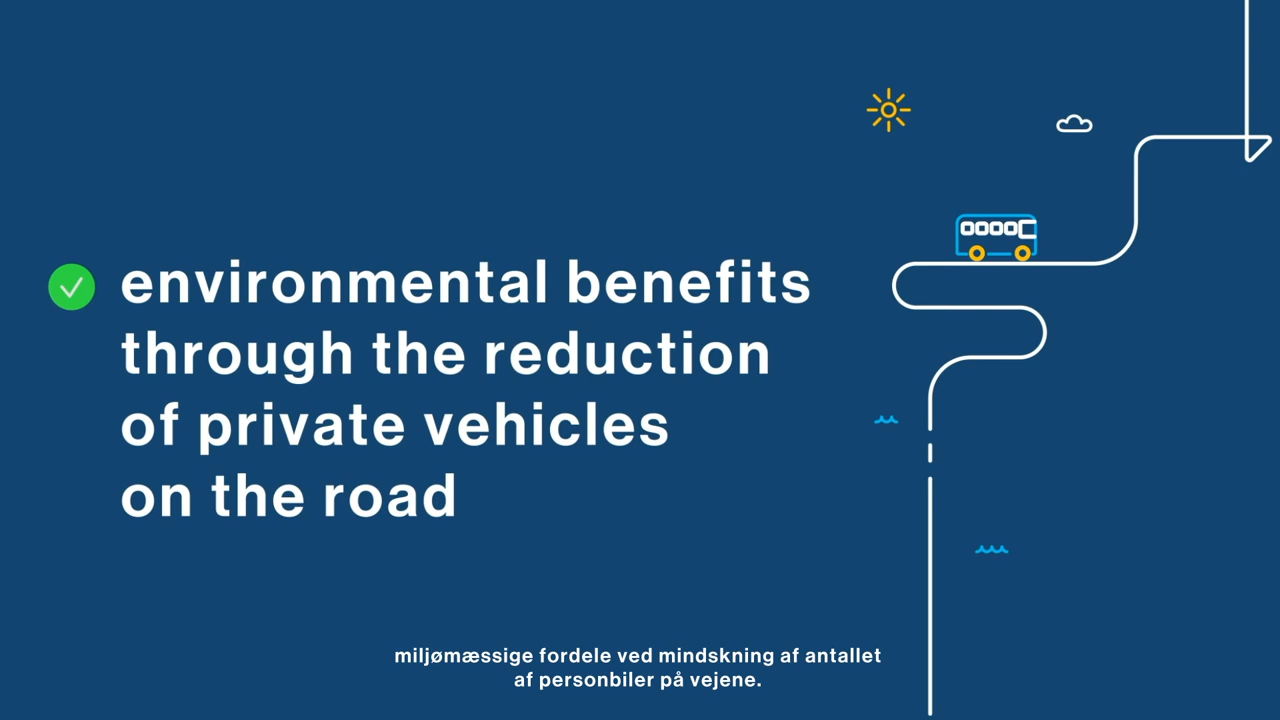 environmental benefits
through the reduction
of private vehicles
on the road
miljømæssige fordele ved mindskning af antallet
af personbiler på vejene.